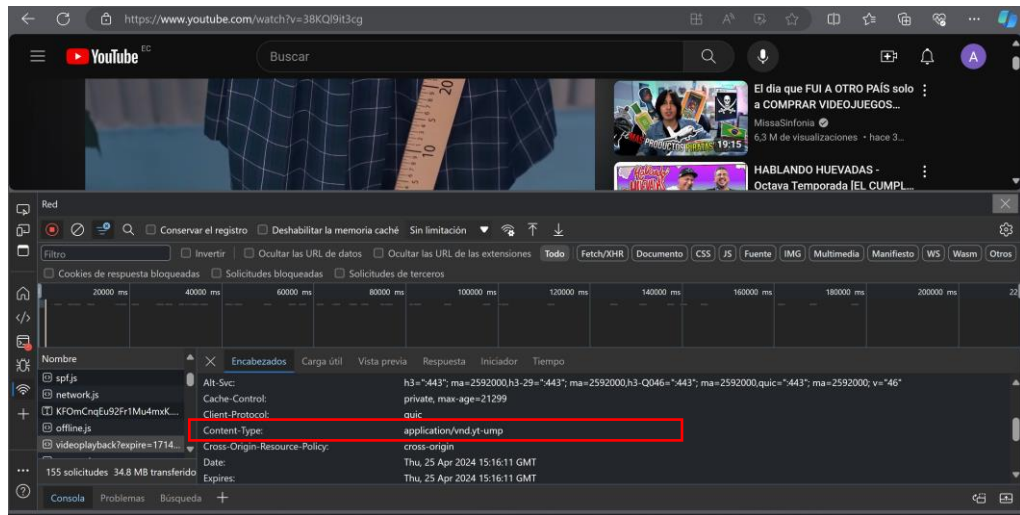 https://www.youtube.com/watch?v=38KQl9it3cg
YouTube EC
Buscar
A
20
10
El dia que FUI A OTRO PAÍS solo
a COMPRAR VIDEOJUEGOS...
MissaSinfonia
6,3 M de visualizaciones • hace 3...
MAS PRODUCTOS PIRATAS 19:15
HABLANDO HUEVADAS -
Octava Temporada [EL CUMPL...
Red
Conservar el registro Deshabilitar la memoria caché Sin limitación
Filtro Invertir Ocultar las URL de datos Ocultar las URL de las extensiones Todo Fetch/XHR Documento CSS JS Fuente IMG Multimedia Manifiesto WS Wasm Otros
Cookies de respuesta bloqueadas Solicitudes bloqueadas Solicitudes de terceros
20000 ms 40000 ms 60000 ms 80000 ms 100000 ms 120000 ms 140000 ms 160000 ms 180000 ms 200000 ms 22
Nombre Encabezados Carga útil Vista previa Respuesta Iniciador Tiempo
spf.js
network.js
KFOmCnqEu92Fr1Mu4mxK...
offline.js
videoplayback?expire=1714...
Alt-Svc: h3=":443"; ma=2592000,h3-29=":443"; ma=2592000,h3-Q046=":443"; ma=2592000,quic=":443"; ma=2592000; v="46"
Cache-Control: private, max-age=21299
Client-Protocol: quic
Content-Type: application/vnd.yt-ump
Cross-Origin-Resource-Policy: cross-origin
Date: Thu, 25 Apr 2024 15:16:11 GMT
Expires: Thu, 25 Apr 2024 15:16:11 GMT
155 solicitudes 34.8 MB transferido
Consola Problemas Búsqueda